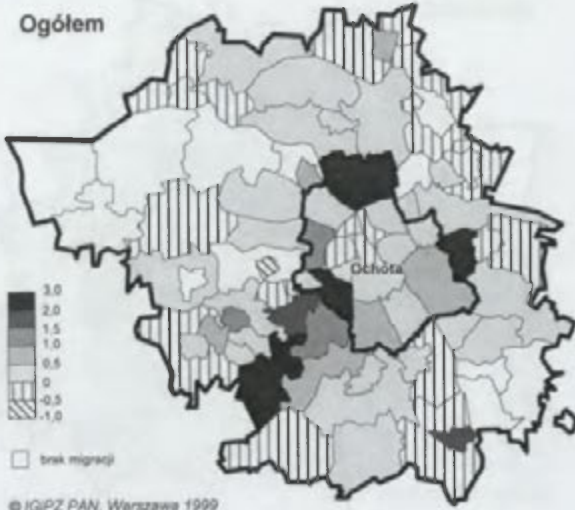 Ogółem
Ochota
3,0
2,0
1,5
1,0
0,5
0
-0,5
-1,0
brak migracji
© IGiPZ PAN, Warszawa 1999